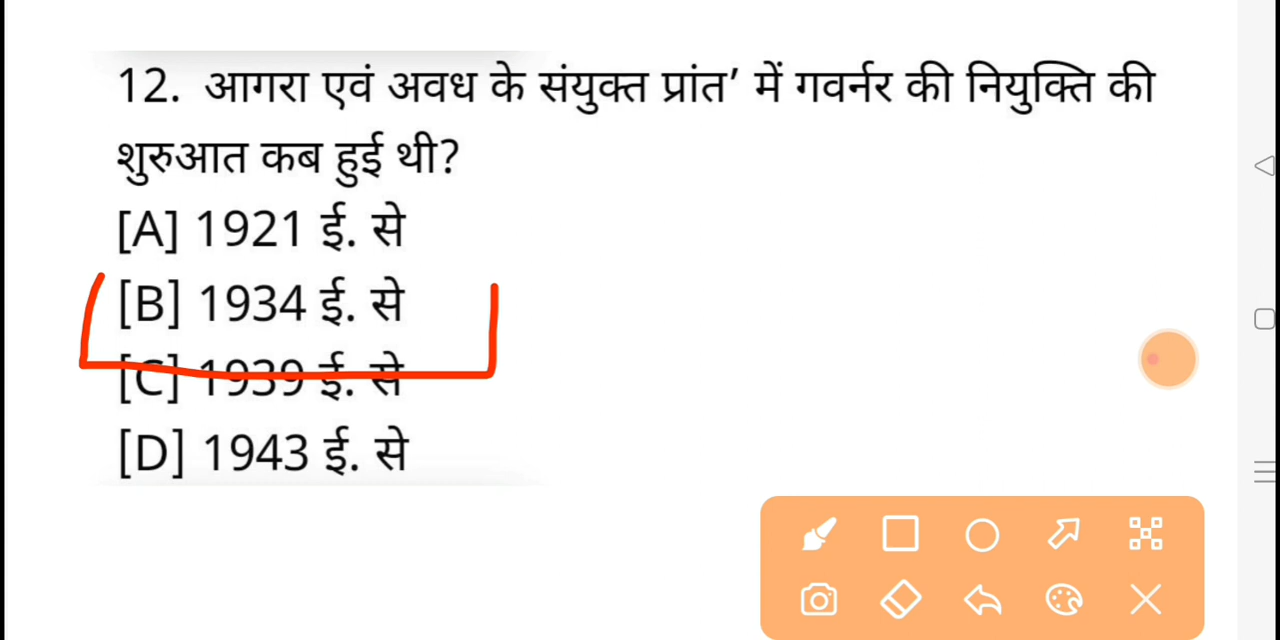 12. आगरा एवं अवध के संयुक्त प्रांत’ में गवर्नर की नियुक्ति की
शुरुआत कब हुई थी?
[A] 1921 ई. से
[B] 1934 ई. से
[C] 1939 ई. से
[D] 1943 ई. से